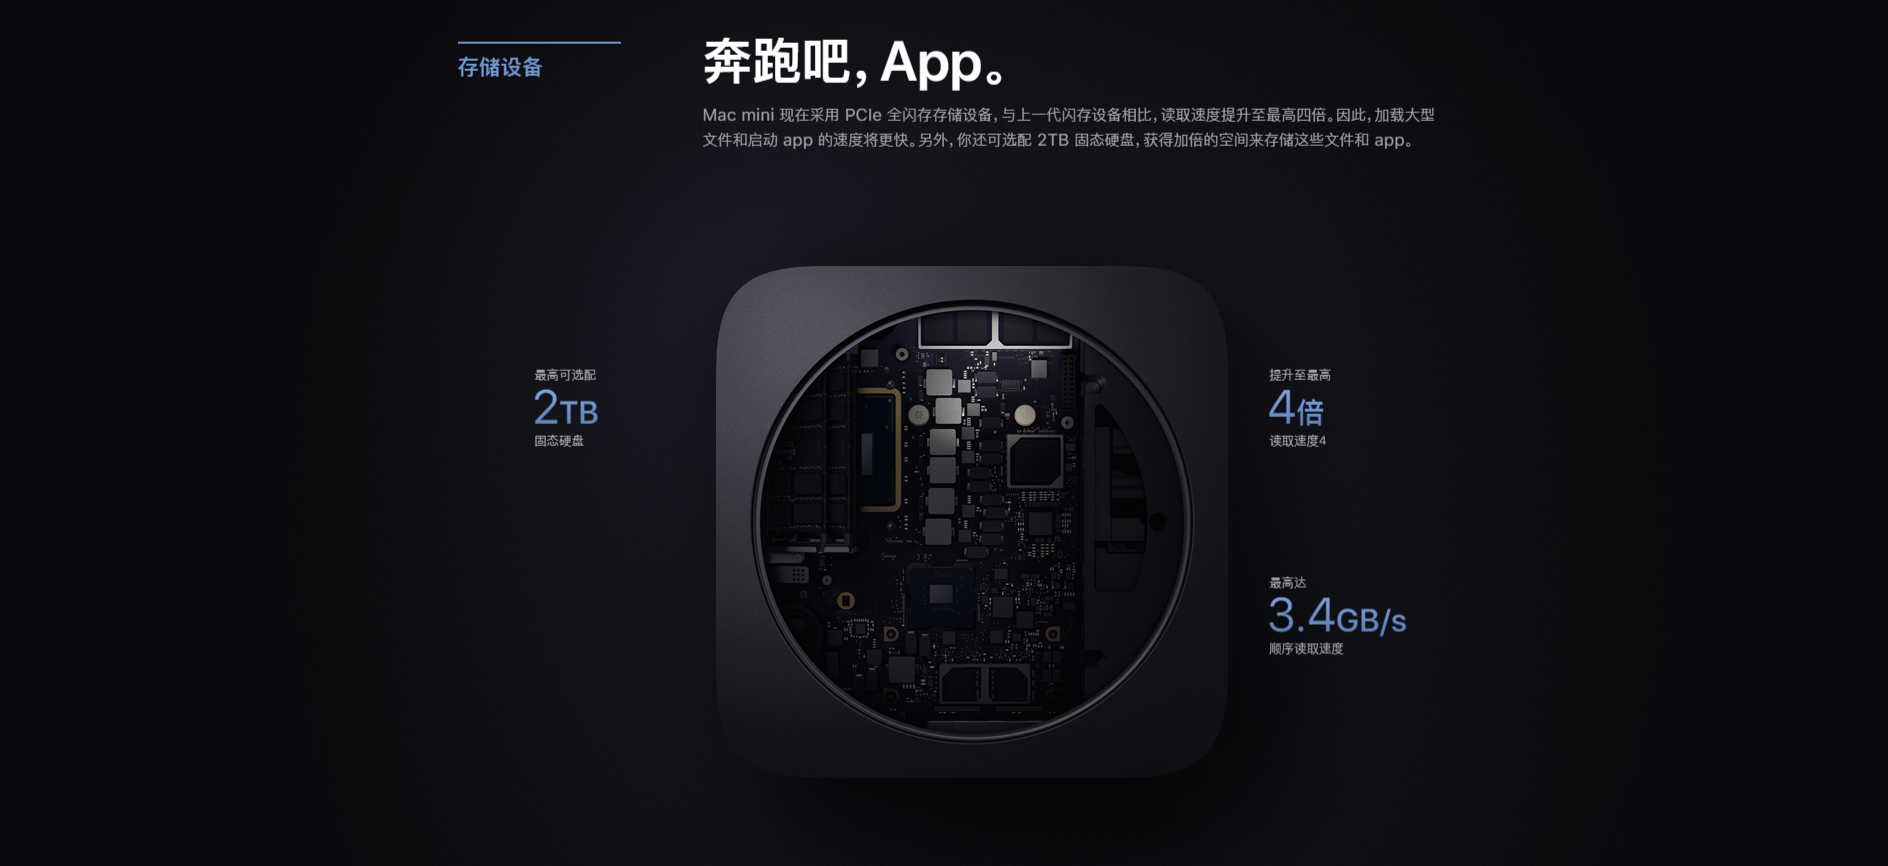 存储设备
奔跑吧，App。
Mac mini 现在采用 PCIe 全闪存存储设备，与上一代闪存设备相比，读取速度提升至最高四倍。因此，加载大型
文件和启动 app 的速度将更快。另外，你还可选配 2TB 固态硬盘，获得加倍的空间来存储这些文件和 app。
最高可选配
2TB
固态硬盘
提升至最高
4倍
读取速度4
最高达
3.4GB/s
顺序读取速度